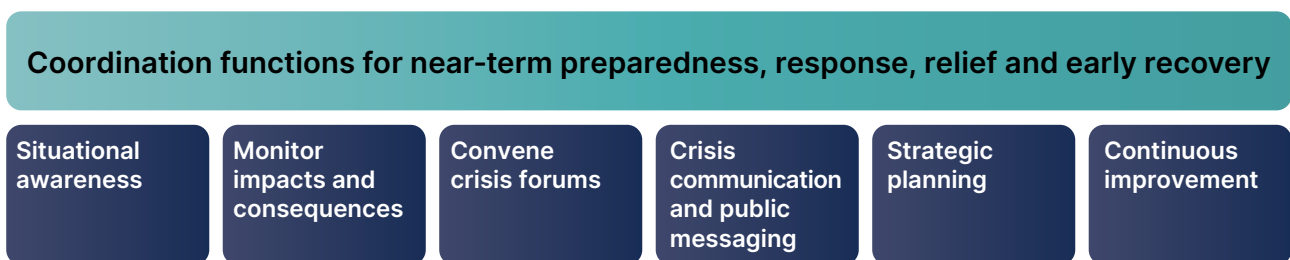 Coordination functions for near-term preparedness, response, relief and early recovery
Situational
awareness
Monitor
impacts and
consequences
Convene
crisis forums
Crisis
communication
and public
messaging
Strategic
planning
Continuous
improvement